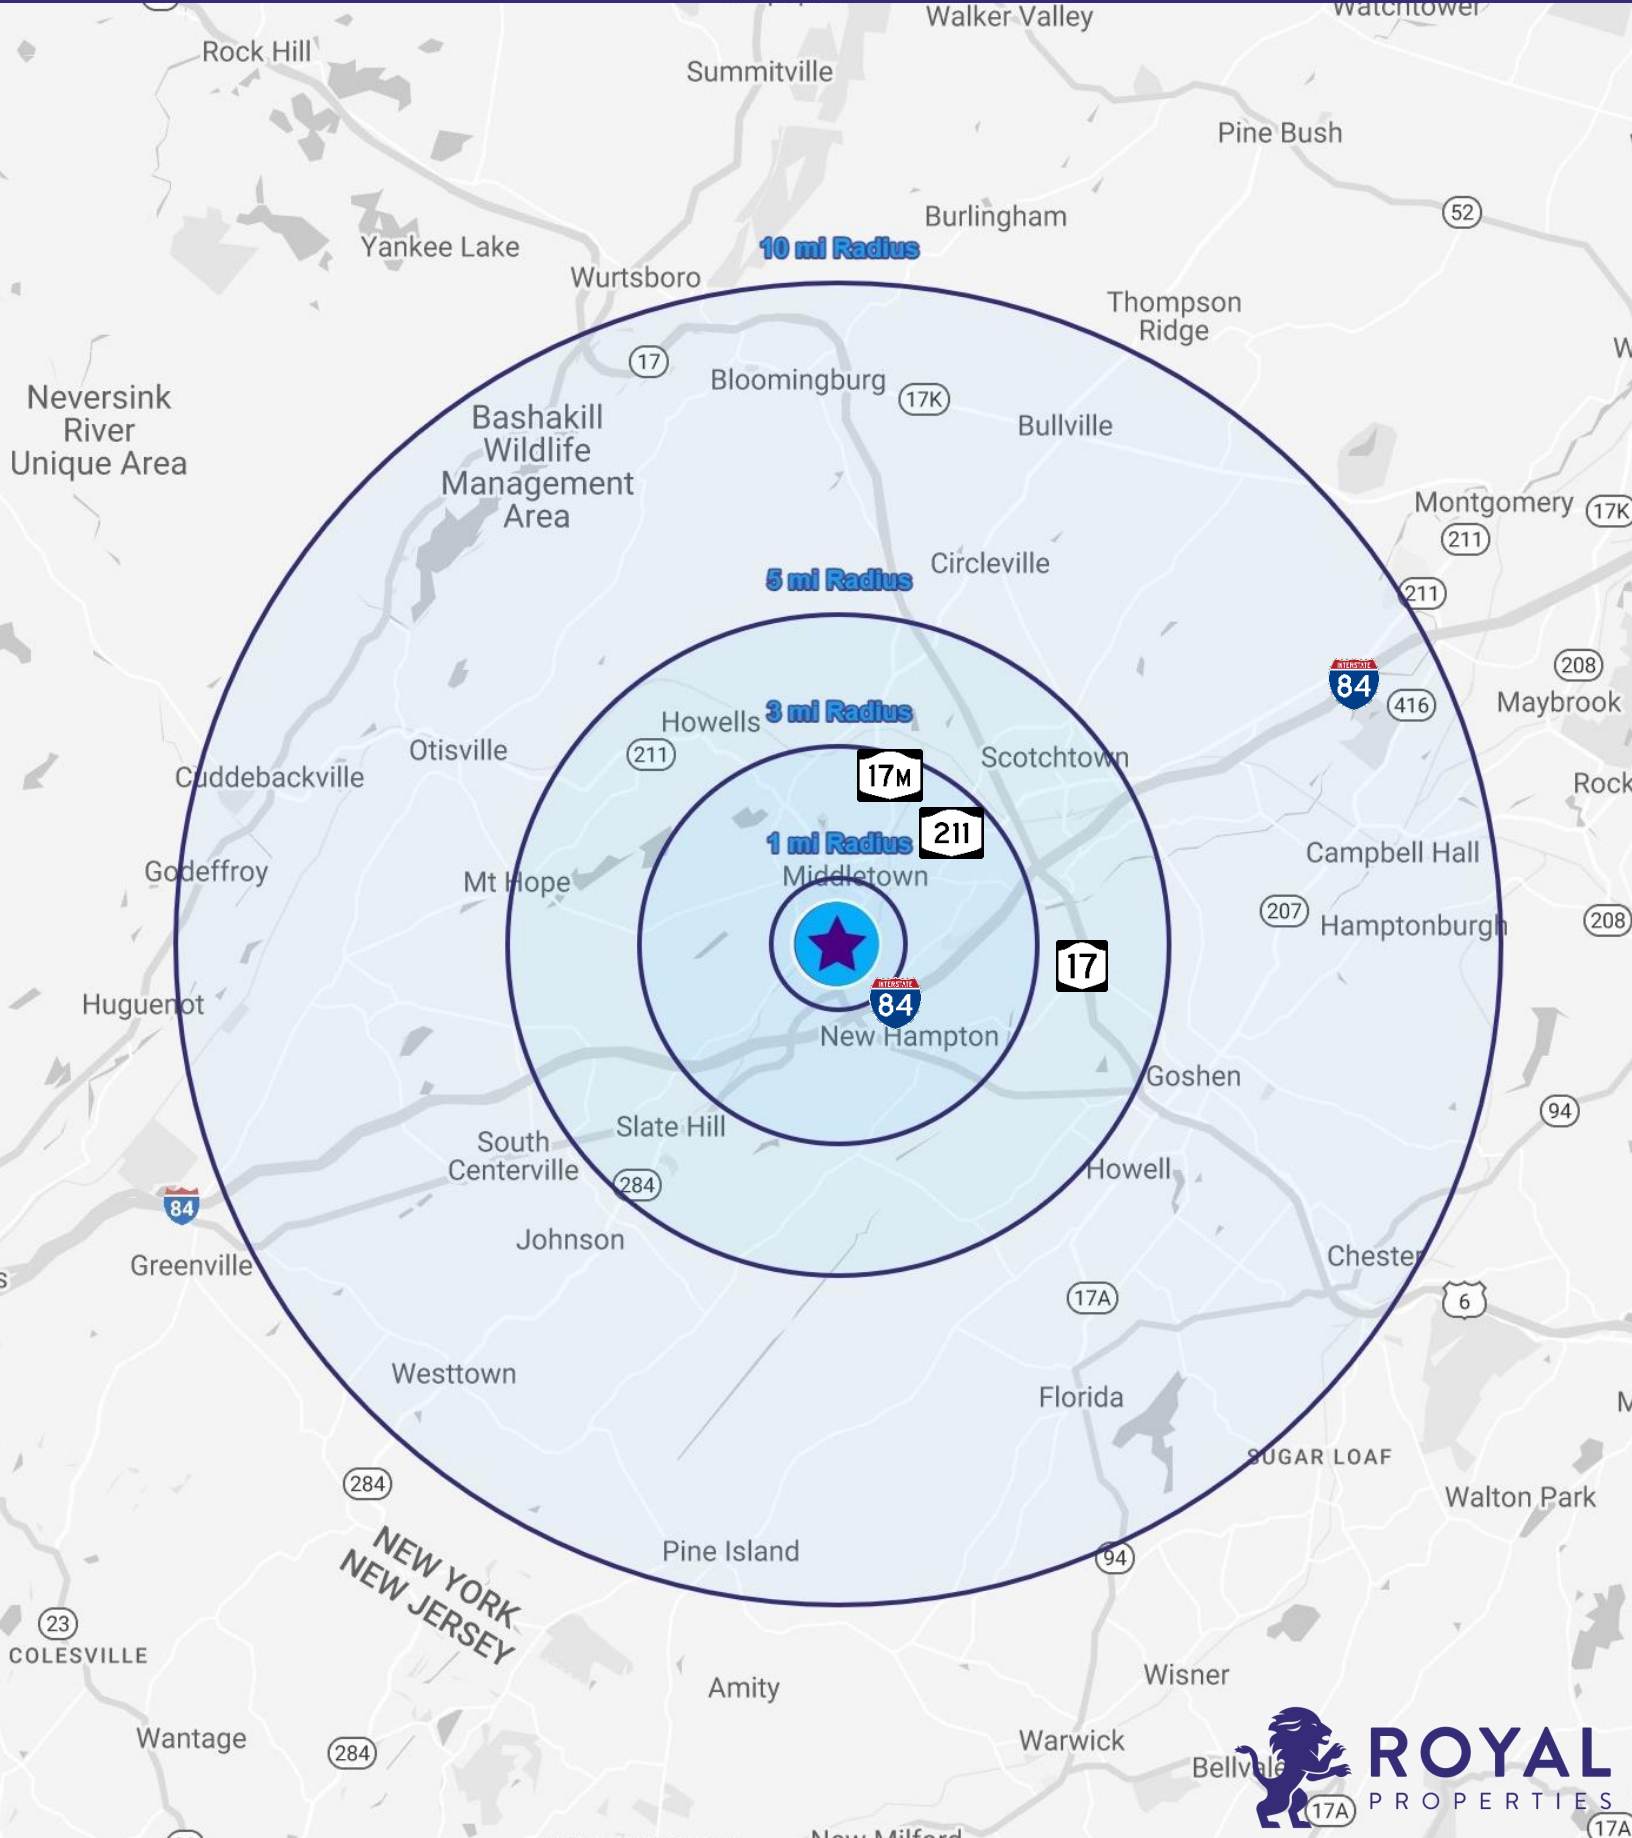 Watchtower
Walker Valley
Rock Hill
Summitville
Pine Bush
52
Burlingham
Yankee Lake
10 mi Radius
Wurtsboro
Thompson
Ridge
17
Bloomingburg
17K
Neversink
River
Unique Area
Bashakill
Wildlife
Management
Area
Bullville
Montgomery
17K
211
Circleville
5 mi Radius
211
INTERSTATE
84
208
416
Maybrook
Howells
3 mi Radius
Otisville
211
Scotchtown
17M
Cuddebackville
Rock
211
1 mi Radius
Campbell Hall
Godeffroy
Mt Hope
Middletown
207
Hamptonburgh
208
17
Huguenot
INTERSTATE
84
New Hampton
Goshen
94
Slate Hill
South
Centerville
284
Howell
84
Johnson
Greenville
Chester
17A
6
Westtown
Florida
SUGAR LOAF
284
Walton Park
NEW YORK
NEW JERSEY
Pine Island
94
23
COLESVILLE
Amity
Wisner
Wantage
284
Warwick
Bellvale
ROYAL
PROPERTIES
17A
17A
New Milford